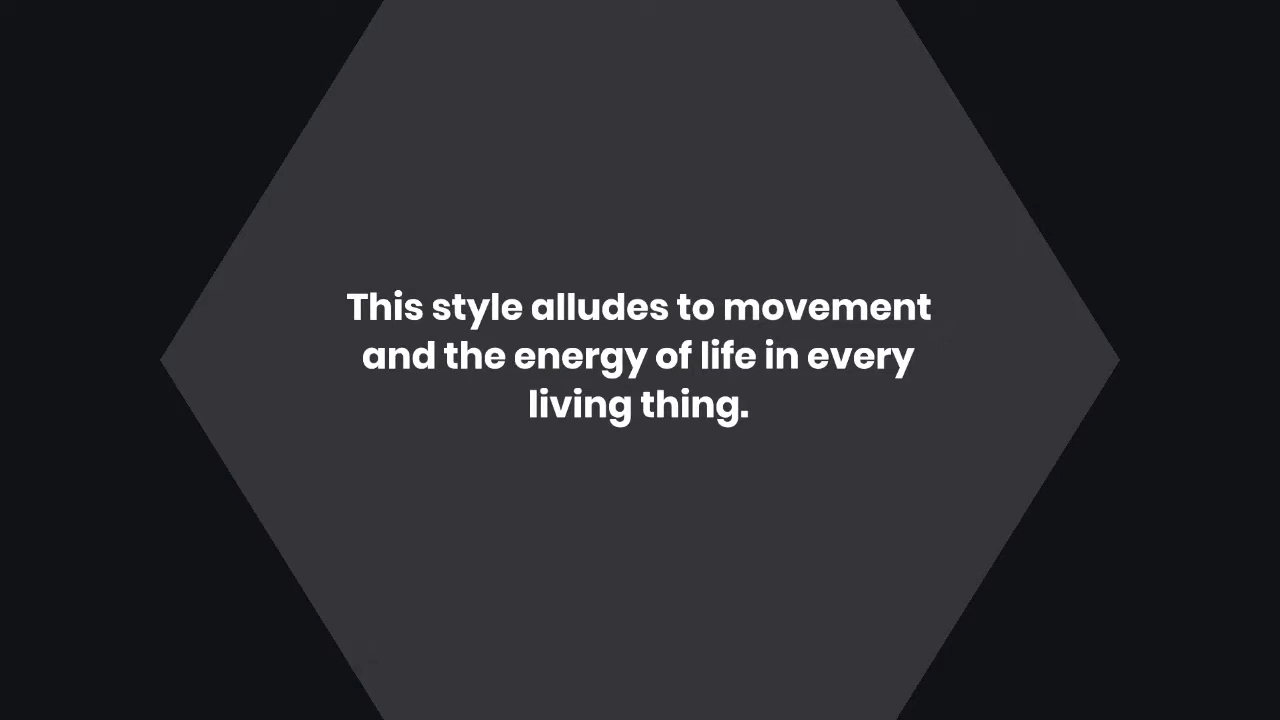 This style alludes to movement
and the energy of life in every
living thing.